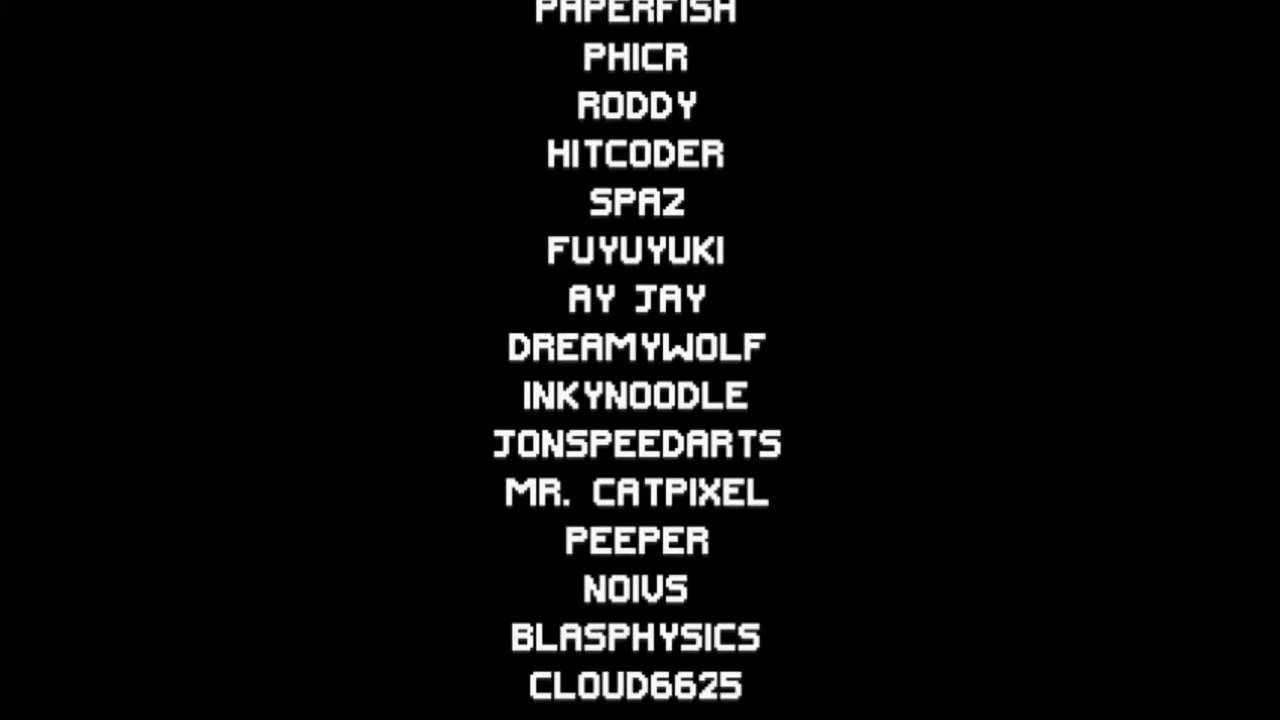 PAPERFISH
PHICR
RODDY
HITCODER
SPAZ
FUYUYUKI
AY JAY
DREAMYWOLF
INKYNOODLE
JONSPEEDARTS
MR. CATPIXEL
PEEPER
NOIVS
BLASPHYSICS
CLOUD6625